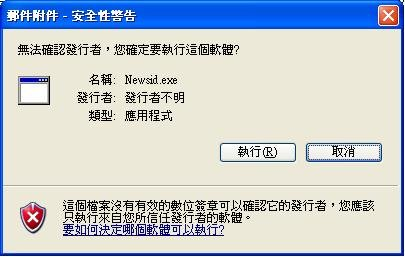 郵件附件 - 安全性警告
無法確認發行者，您確定要執行這個軟體?
名稱: Newsid.exe
發行者: 發行者不明
類型: 應用程式
執行(R)
取消
這個檔案沒有有效的數位簽章可以確認它的發行者，您應該
只執行來自您所信任發行者的軟體。
要如何決定哪個軟體可以執行?